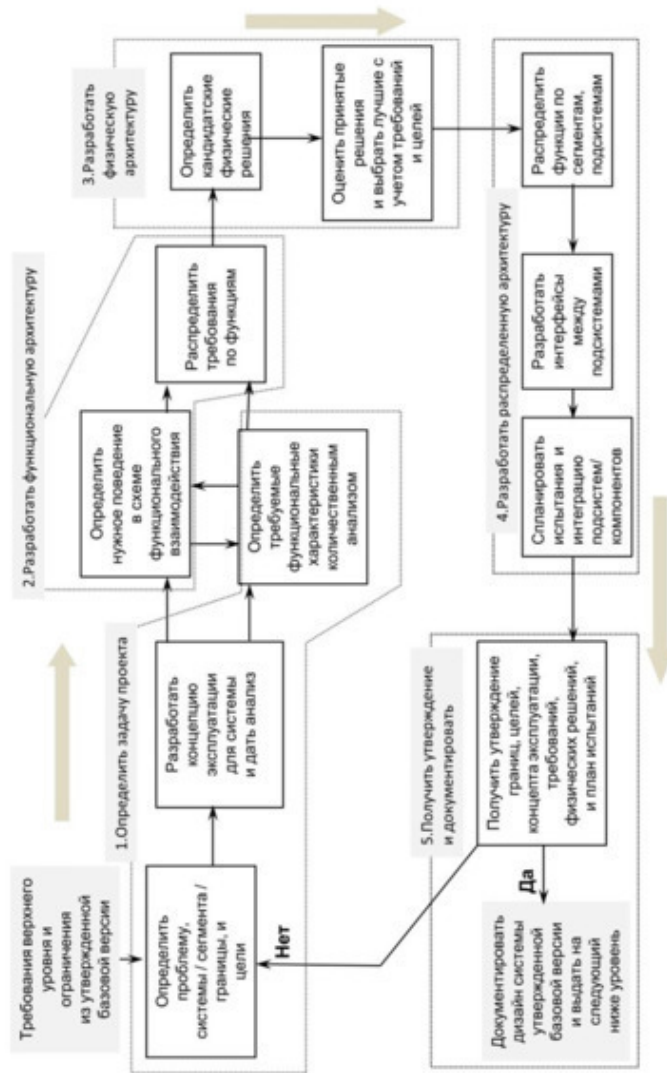 Требования верхнего
уровня и
ограничения
из утвержденной
базовой версии
1.Определить задачу проекта
Определить
проблему,
системы / сегмента /
границы, и
цели
Разработать
концепцию
эксплуатации
для системы
и дать анализ
2.Разработать функциональную архитектуру
Определить
нужное поведение
в схеме
функционального
взаимодействия
Определить
требуемые
функциональные
характеристики
количественным
анализом
Распределить
требования
по функциям
3.Разработать
физическую
архитектуру
Определить
кандидатские
физические
решения
Оценить принятые
решения
и выбрать лучшие с
учетом требований
и целей
4.Разработать распределенную архитектуру
Распределить
функции по
сегментам,
подсистемам
Разработать
интерфейсы
между
подсистемами
Спланировать
испытания и
интеграцию
подсистем/
компонентов
5.Получить утверждение
и документировать
Получить утверждение
границ, целей,
концепта эксплуатации,
требований,
физических решений,
и план испытаний
Нет
Да
Документировать
дизайн системы
утвержденной
базовой версии
и выдать на
следующий
ниже уровень